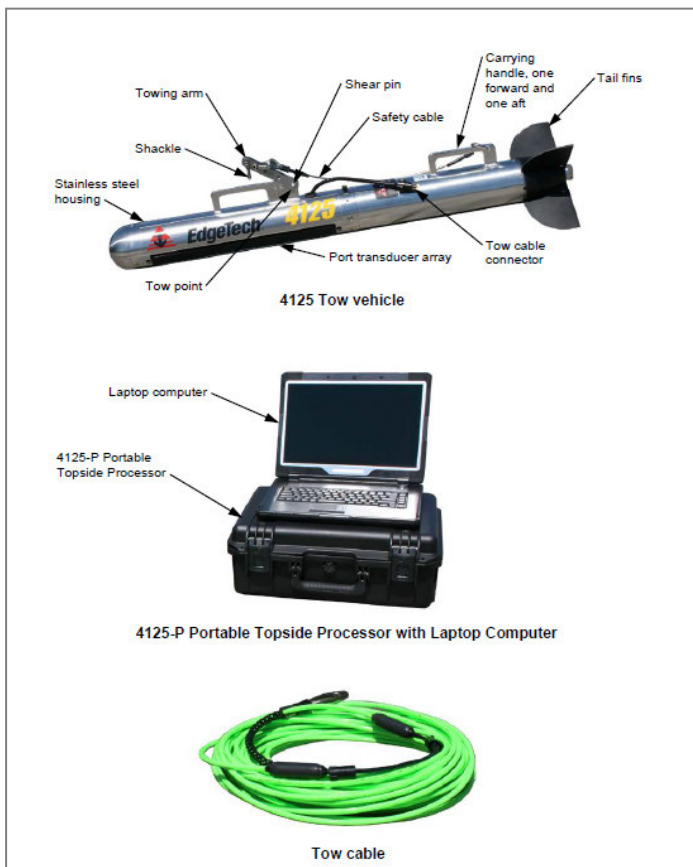 Carrying
handle, one
forward and
one aft
Tail fins
Shear pin
Towing arm
Safety cable
Shackle
Stainless steel
housing
EdgeTech
4125
Port transducer array
Tow cable
connector
Tow point
4125 Tow vehicle
Laptop computer
4125-P Portable
Topside Processor
4125-P Portable Topside Processor with Laptop Computer
Tow cable